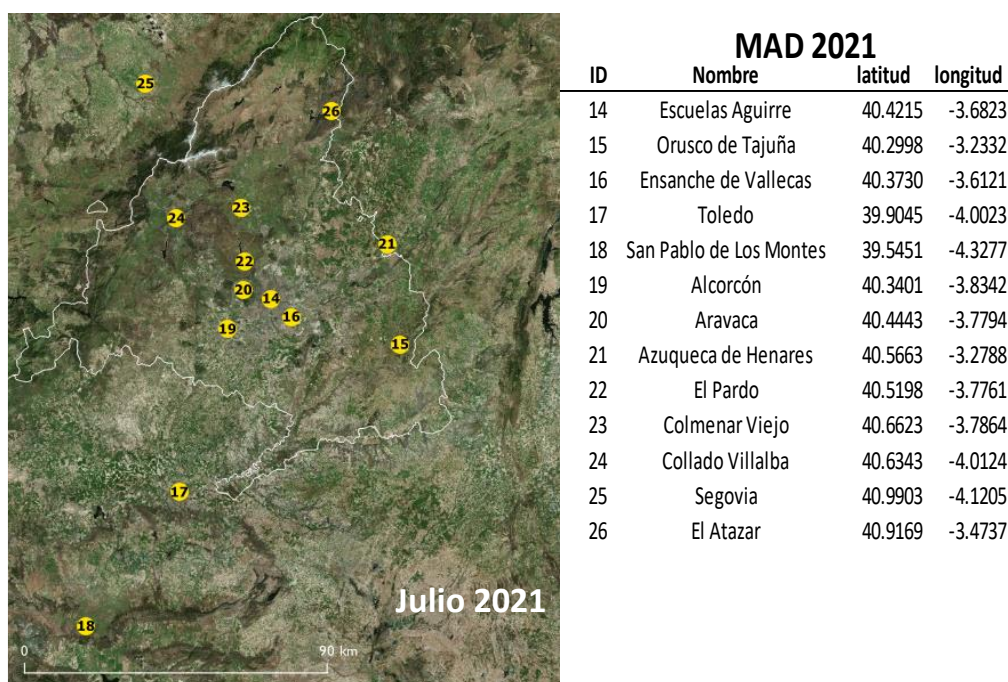 25
26
23
24
21
22
20
14
16
19
15
17
18
Julio 2021
0 90 km
MAD 2021
ID Nombre latitud longitud
14 Escuelas Aguirre 40.4215 -3.6823
15 Orusco de Tajuña 40.2998 -3.2332
16 Ensanche de Vallecas 40.3730 -3.6121
17 Toledo 39.9045 -4.0023
18 San Pablo de Los Montes 39.5451 -4.3277
19 Alcorcón 40.3401 -3.8342
20 Aravaca 40.4443 -3.7794
21 Azuqueca de Henares 40.5663 -3.2788
22 El Pardo 40.5198 -3.7761
23 Colmenar Viejo 40.6623 -3.7864
24 Collado Villalba 40.6343 -4.0124
25 Segovia 40.9903 -4.1205
26 El Atazar 40.9169 -3.4737